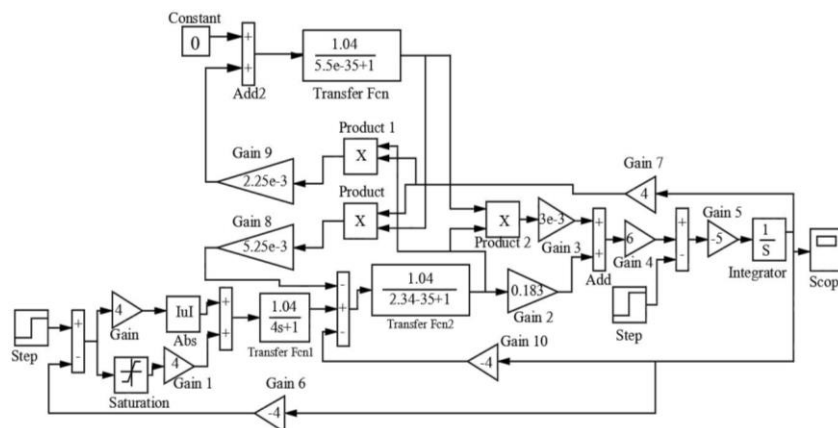 Constant
0
+
+
Add2
1.04
5.5e-35+1
Transfer Fcn
Product 1
X
Gain 9
2.25e-3
Product
X
Gain 8
5.25e-3
Gain 7
4
X
Product 2
3e-3
Gain 3
+
+
Add
6
Gain 4
+
-
Gain 5
-5
1
S
Integrator
Scop
Step
1.04
2.34-35+1
Transfer Fcn2
0.183
Gain 2
-
+
-
Step
+
-
4
Gain
IuI
Abs
+
+
1.04
4s+1
Transfer Fcn1
Saturation
4
Gain 1
-4
Gain 10
Gain 6
-4